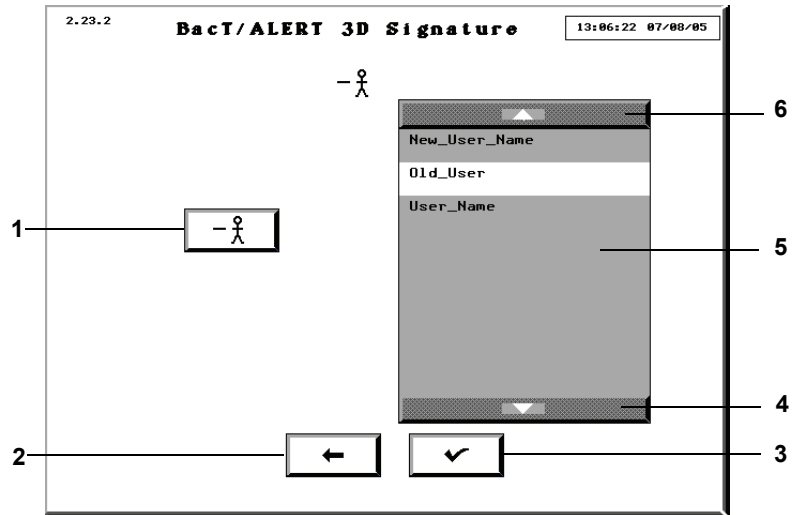 2.23.2
BacT/ALERT 3D Signature
13:06:22 07/08/05
6
New_User_Name
Old_User
User_Name
1
5
4
2
3